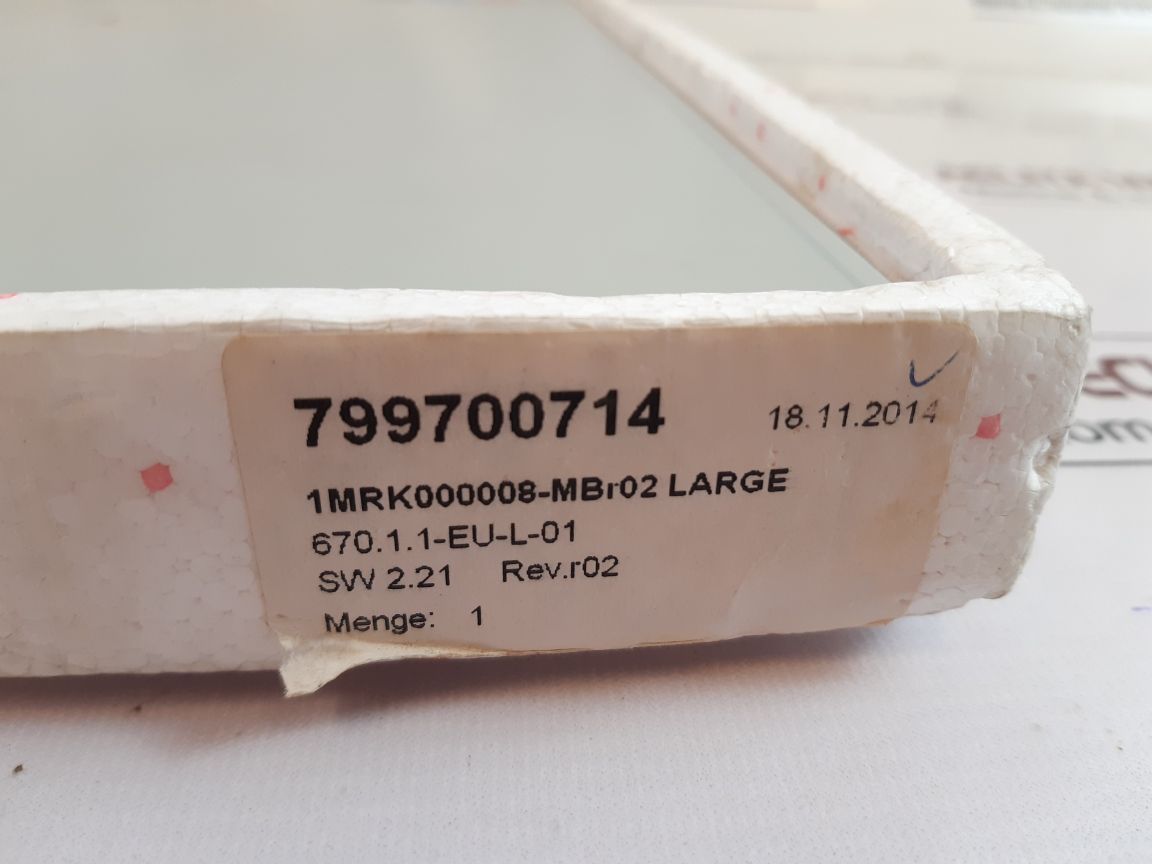 799700714 18.11.2014
1MRK000008-MBr02 LARGE
670.1.1-EU-L-01
SW 2.21 Rev.r02
Menge: 1